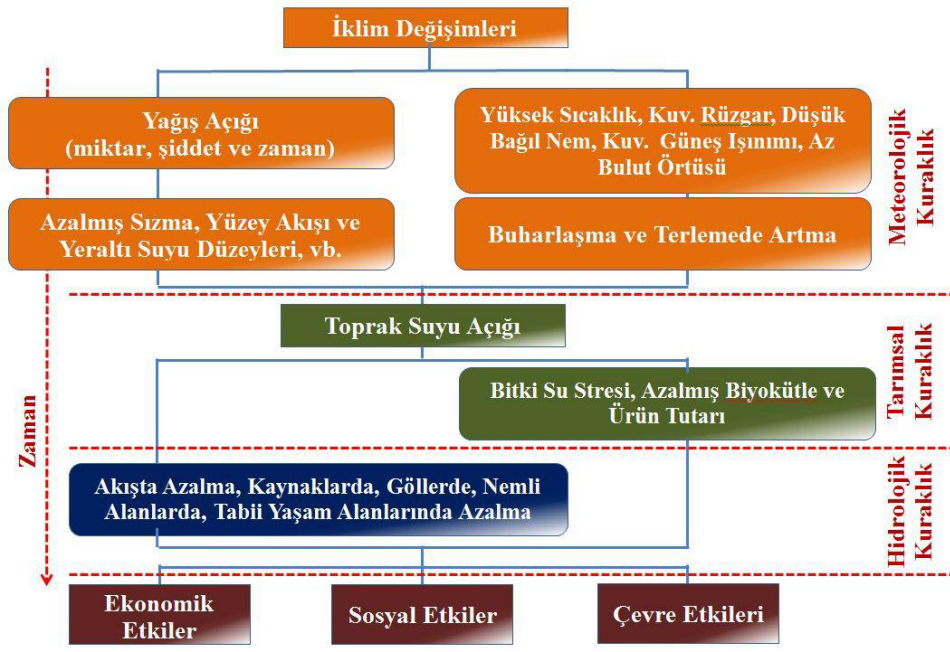 İklim Değişimleri
Yağış Açığı
(miktar, şiddet ve zaman)
Yüksek Sıcaklık, Kuv. Rüzgar, Düşük
Bağıl Nem, Kuv. Güneş Işınımı, Az
Bulut Örtüsü
Azalmış Sızma, Yüzey Akışı ve
Yeraltı Suyu Düzeyleri, vb.
Buharlaşma ve Terlemede Artma
Meteorolojik
Kuraklık
Toprak Suyu Açığı
Bitki Su Stresi, Azalmış Biyokütle ve
Ürün Tutarı
Tarımsal
Kuraklık
Zaman
Akışta Azalma, Kaynaklarda, Göllerde, Nemli
Alanlarda, Tabii Yaşam Alanlarında Azalma
Hidrolojik
Kuraklık
Ekonomik
Etkiler
Sosyal Etkiler
Çevre Etkileri